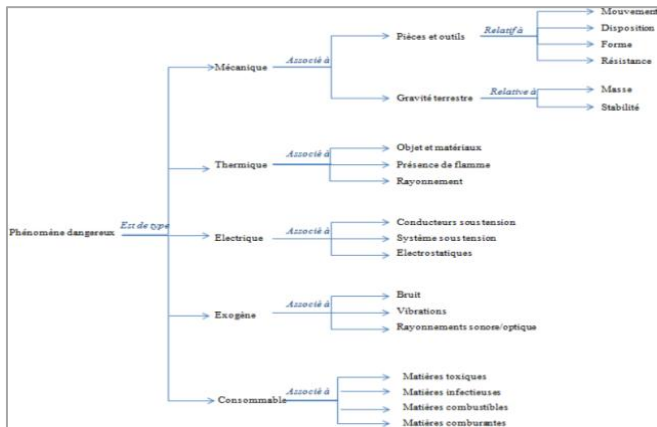 Phénomène dangereux
Est de type
Mécanique
Associé à
Pièces et outils
Relatif à
Mouvement
Disposition
Forme
Résistance
Gravité terrestre
Relative à
Masse
Stabilité
Thermique
Associé à
Objet et matériaux
Présence de flamme
Rayonnement
Electrique
Associé à
Conducteurs sous tension
Système sous tension
Electrostatiques
Exogène
Associé à
Bruit
Vibrations
Rayonnements sonore/optique
Consommable
Associé à
Matières toxiques
Matières infectieuses
Matières combustibles
Matières comburantes